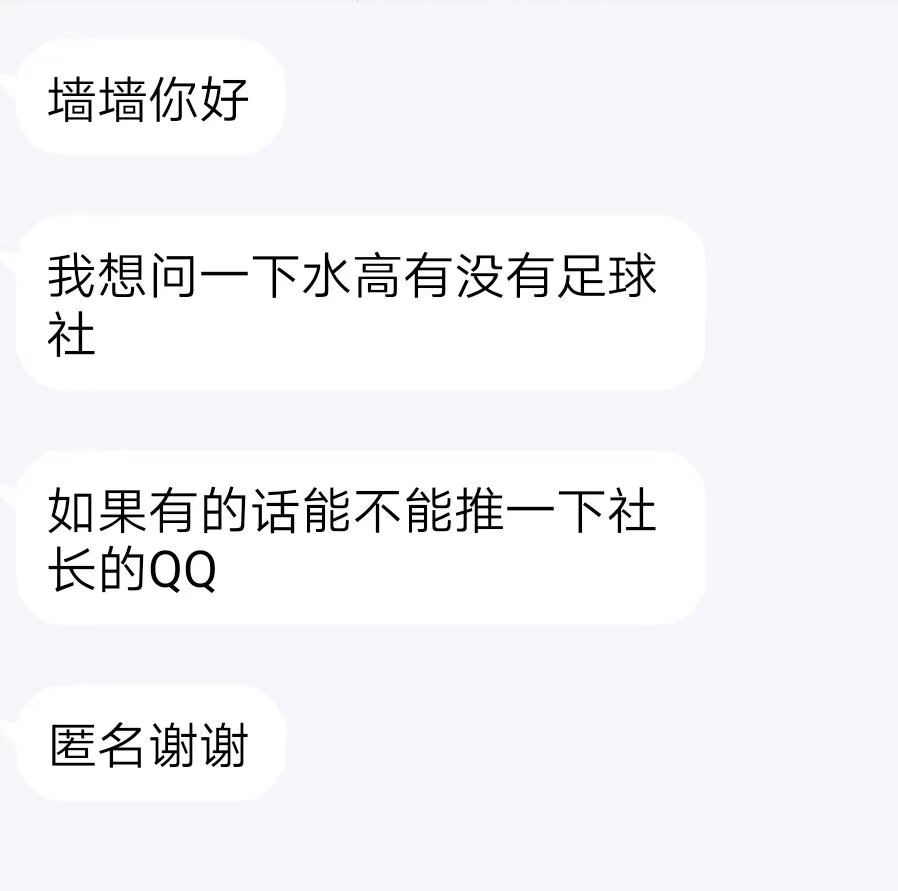 墙墙你好
我想问一下水高有没有足球
社
如果有的话能不能推一下社
长的QQ
匿名谢谢